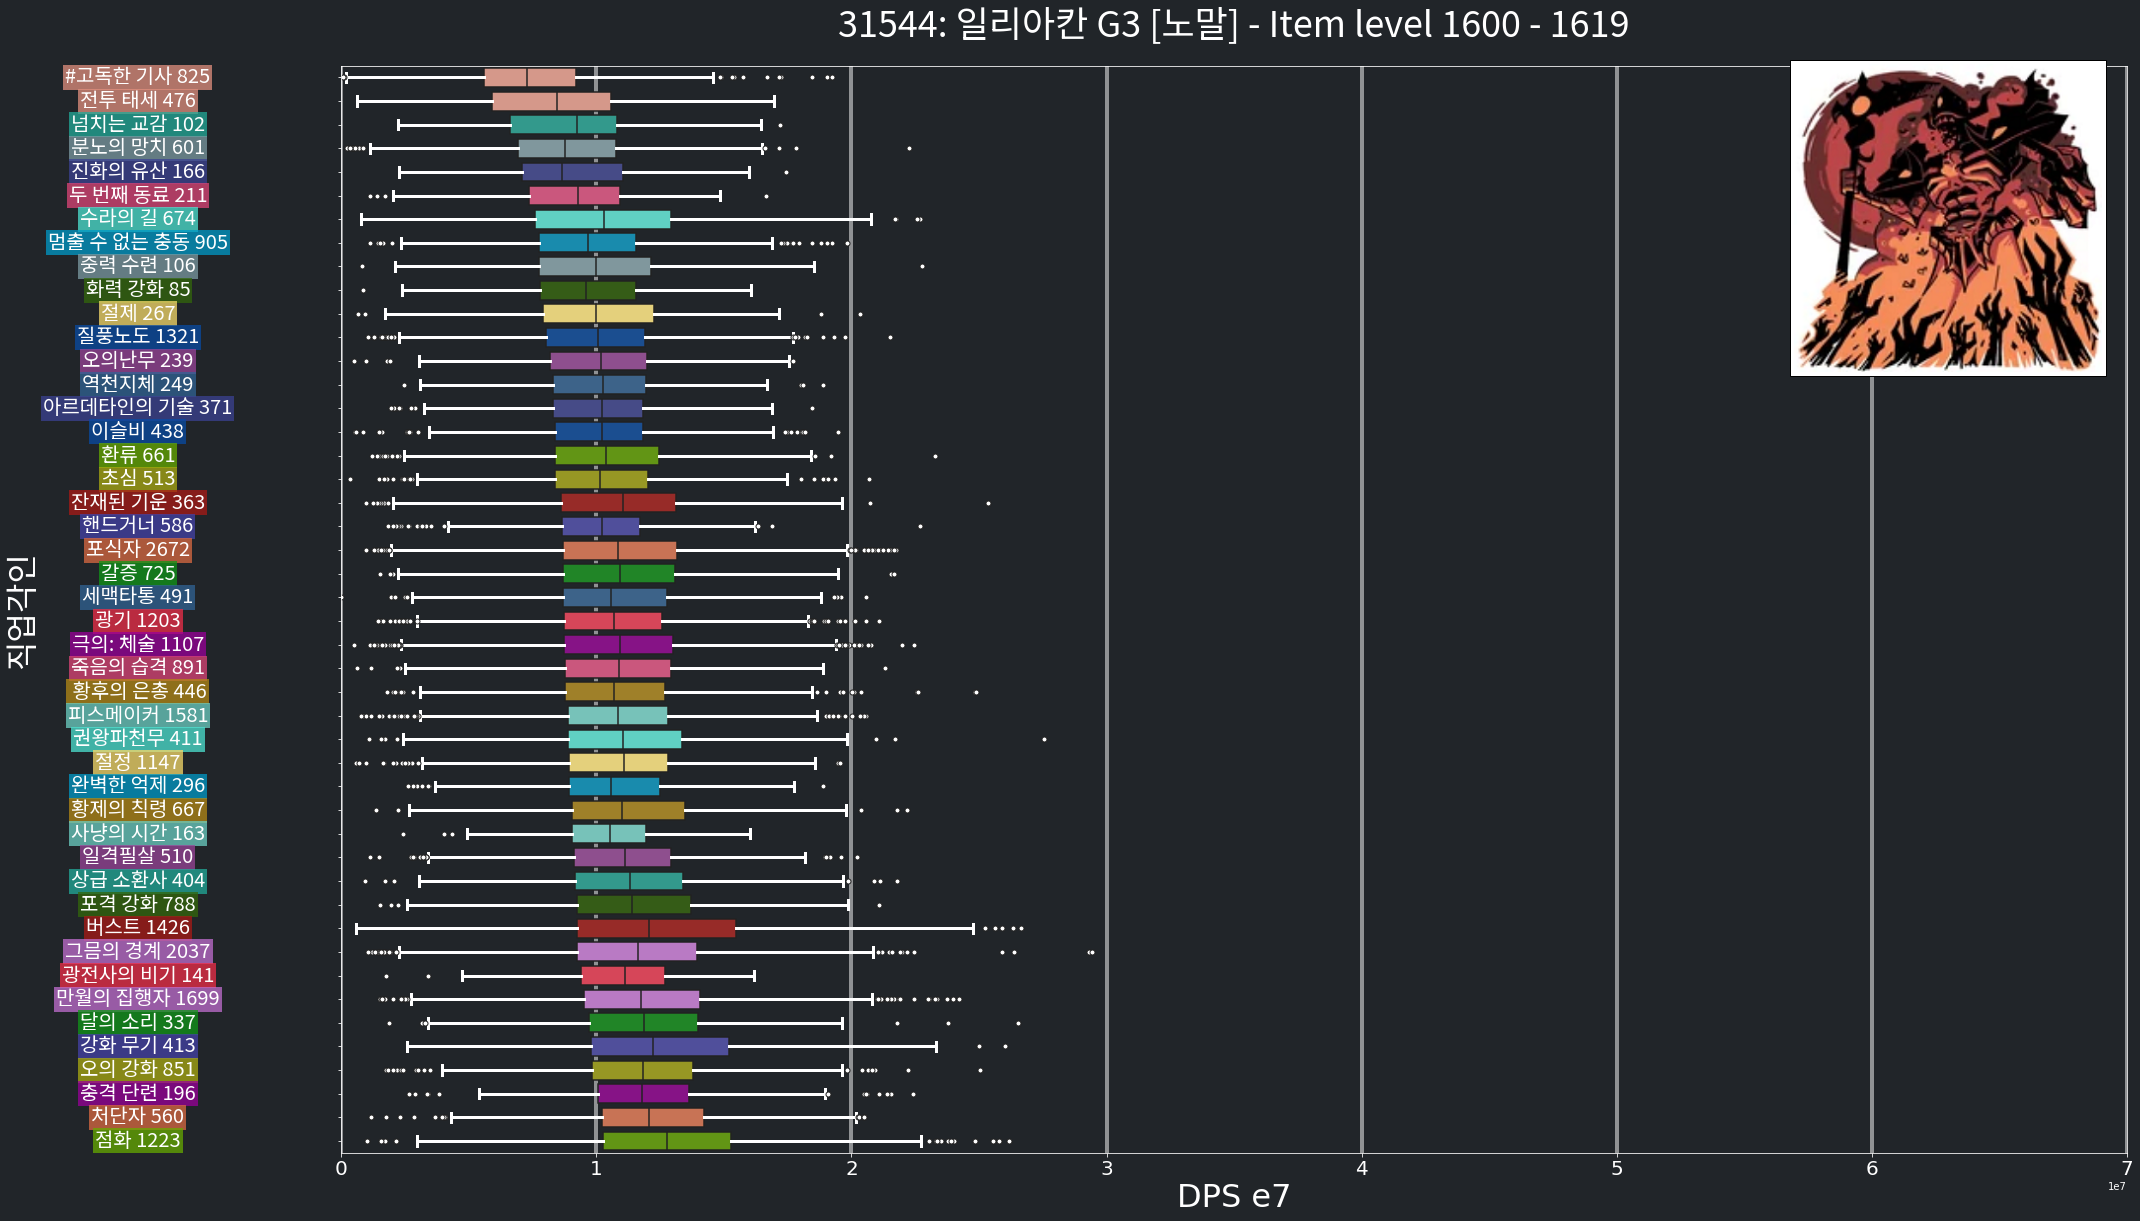 31544: 일리아칸 G3 [노말] - Item level 1600 - 1619
직업각인
#고독한 기사 825
전투 태세 476
넘치는 교감 102
분노의 망치 601
진화의 유산 166
두 번째 동료 211
수라의 길 674
멈출 수 없는 충동 905
중력 수련 106
화력 강화 85
절제 267
질풍노도 1321
오의난무 239
역천지체 249
아르데타인의 기술 371
이슬비 438
환류 661
초심 513
잔재된 기운 363
핸드거너 586
포식자 2672
갈증 725
세맥타통 491
광기 1203
극의: 체술 1107
죽음의 습격 891
황후의 은총 446
피스메이커 1581
권왕파천무 411
절정 1147
완벽한 억제 296
황제의 칙령 667
사냥의 시간 163
일격필살 510
상급 소환사 404
포격 강화 788
버스트 1426
그믐의 경계 2037
광전사의 비기 141
만월의 집행자 1699
달의 소리 337
강화 무기 413
오의 강화 851
충격 단련 196
처단자 560
점화 1223
0 1 2 3 4 5 6 7
DPS e7
1e7